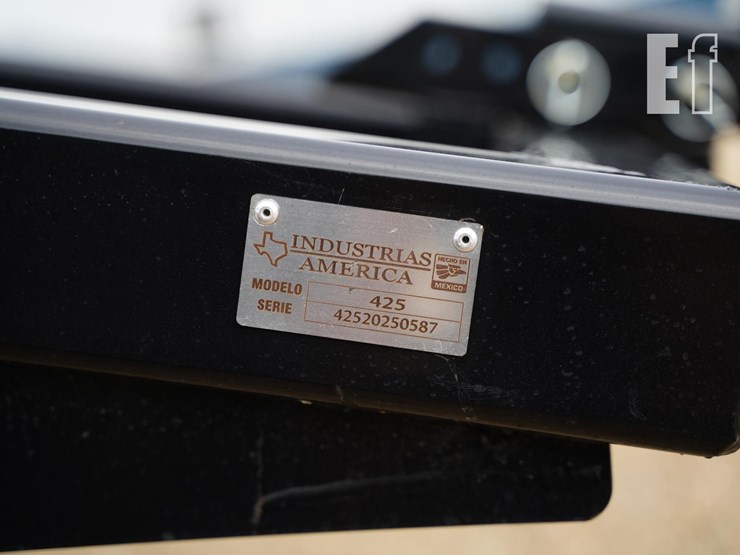 Ef
INDUSTRIAS
AMERICA
HECHO EN
MEXICO
MODELO 425
SERIE 42520250587